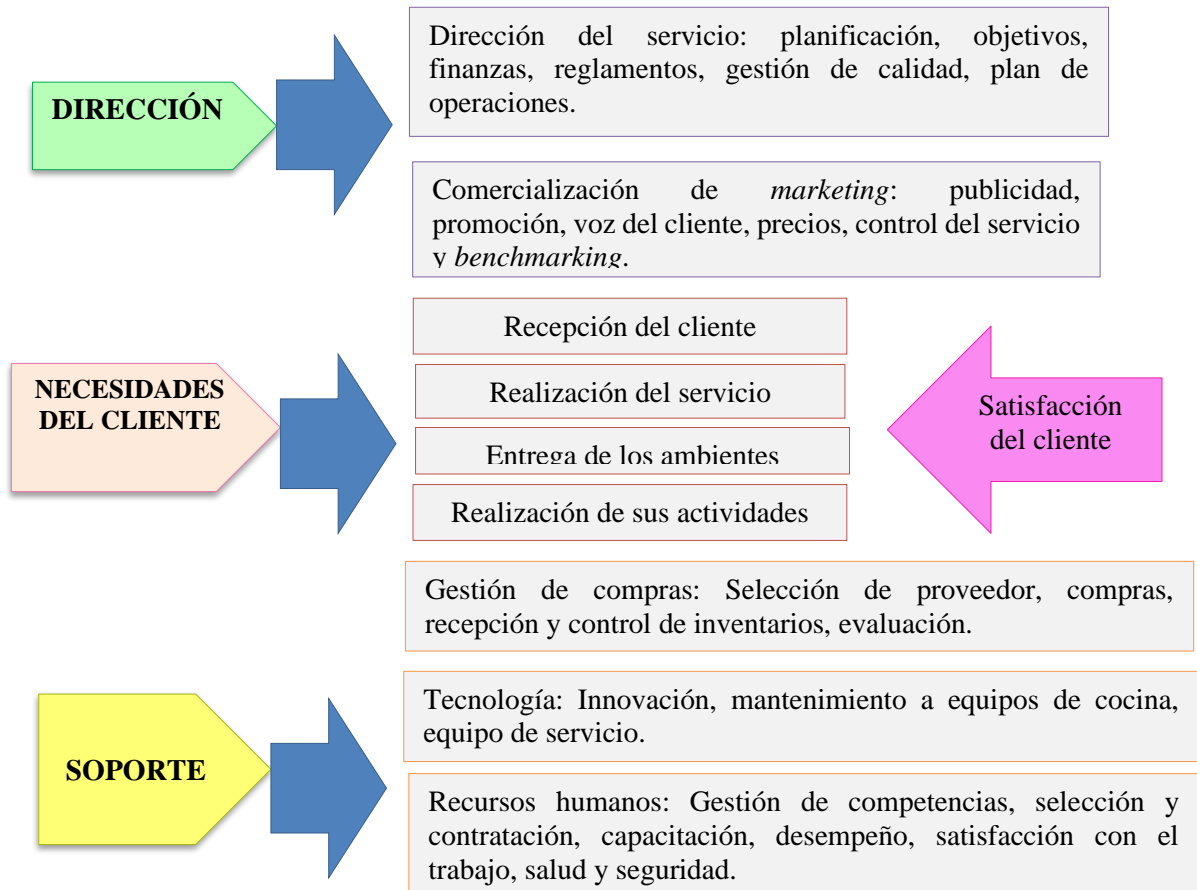 DIRECCIÓN
Dirección del servicio: planificación, objetivos,
finanzas, reglamentos, gestión de calidad, plan de
operaciones.
Comercialización de marketing: publicidad,
promoción, voz del cliente, precios, control del servicio
y benchmarking.
NECESIDADES
DEL CLIENTE
Recepción del cliente
Realización del servicio
Entrega de los ambientes
Realización de sus actividades
Satisfacción
del cliente
SOPORTE
Gestión de compras: Selección de proveedor, compras,
recepción y control de inventarios, evaluación.
Tecnología: Innovación, mantenimiento a equipos de cocina,
equipo de servicio.
Recursos humanos: Gestión de competencias, selección y
contratación, capacitación, desempeño, satisfacción con el
trabajo, salud y seguridad.